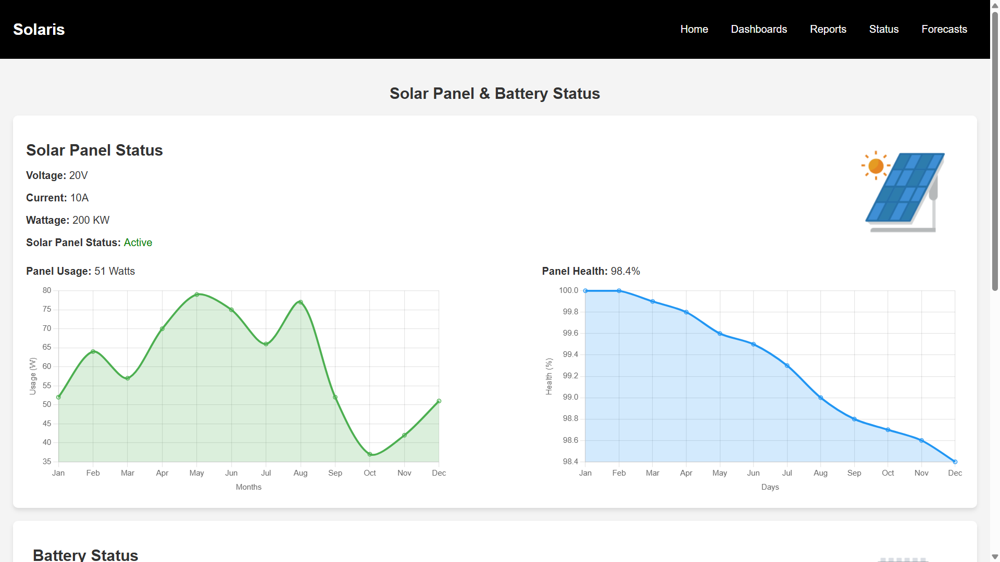 Solaris
Home Dashboards Reports Status Forecasts
Solar Panel & Battery Status
Solar Panel Status
Voltage: 20V
Current: 10A
Wattage: 200 KW
Solar Panel Status: Active
Panel Usage: 51 Watts
80
75
70
65
60
55
50
45
40
35
Usage (W)
Jan Feb Mar Apr May Jun Jul Aug Sep Oct Nov Dec
Months
Panel Health: 98.4%
100.0
99.8
99.6
99.4
99.2
99.0
98.8
98.6
98.4
Health (%)
Jan Feb Mar Apr May Jun Jul Aug Sep Oct Nov Dec
Days
Battery Status